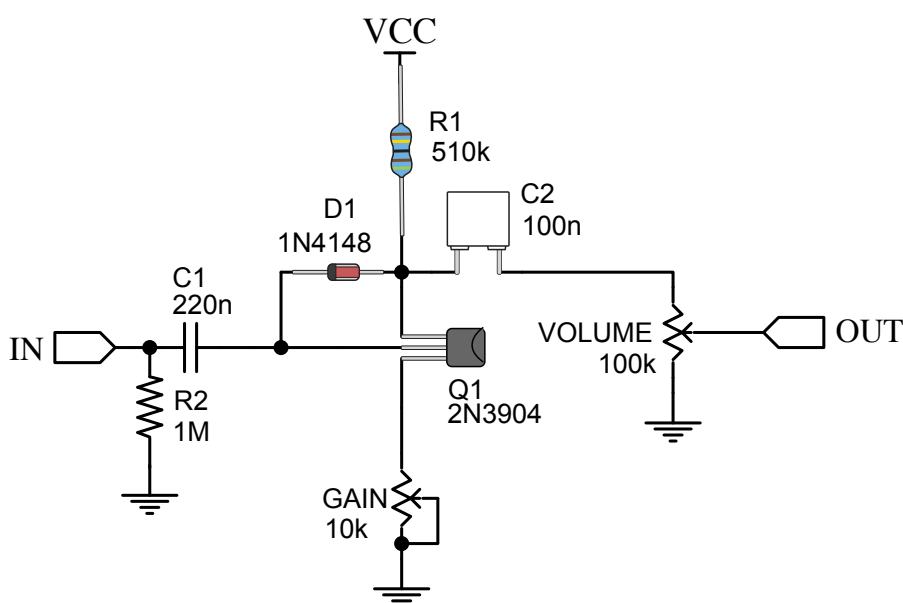 VCC
R1
510k
C2
100n
D1
1N4148
C1
220n
IN
VOLUME
100k
OUT
R2
1M
Q1
2N3904
GAIN
10k